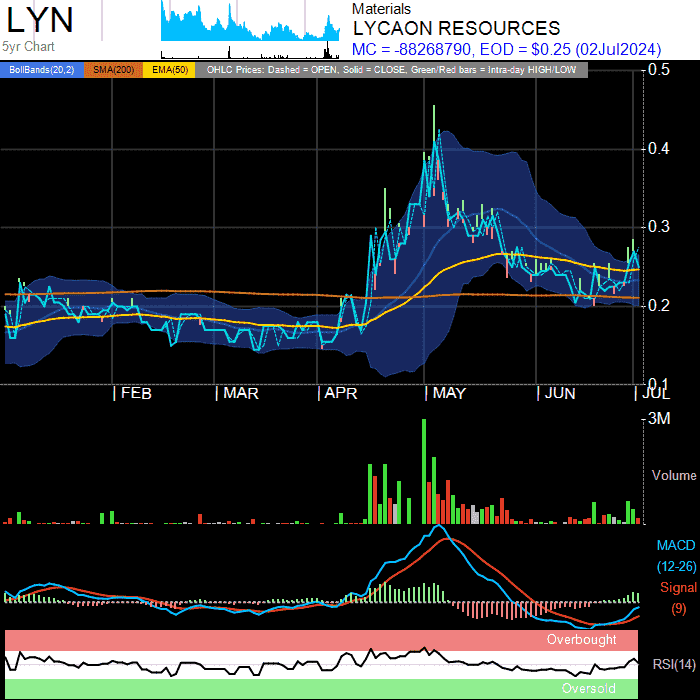 LYN
5yr Chart
Materials
LYCAON RESOURCES
MC = -88268790, EOD = $0.25 (02Jul2024)
BollBands(20,2) SMA(200) EMA(50) OHLC Prices: Dashed = OPEN, Solid = CLOSE, Green/Red bars = Intra-day HIGH/LOW
0.5
0.4
0.3
0.2
0.1
FEB MAR APR MAY JUN JUL
3M
Volume
MACD
(12-26)
Signal
(9)
Overbought
RSI(14)
Oversold